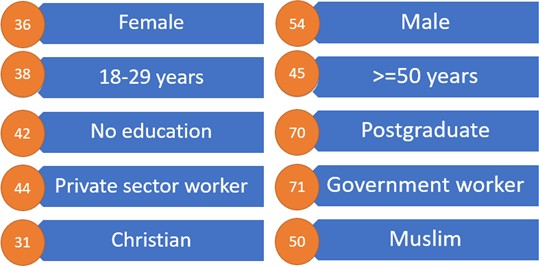 36 Female 54 Male
38 18-29 years 45 >=50 years
42 No education 70 Postgraduate
44 Private sector worker 71 Government worker
31 Christian 50 Muslim